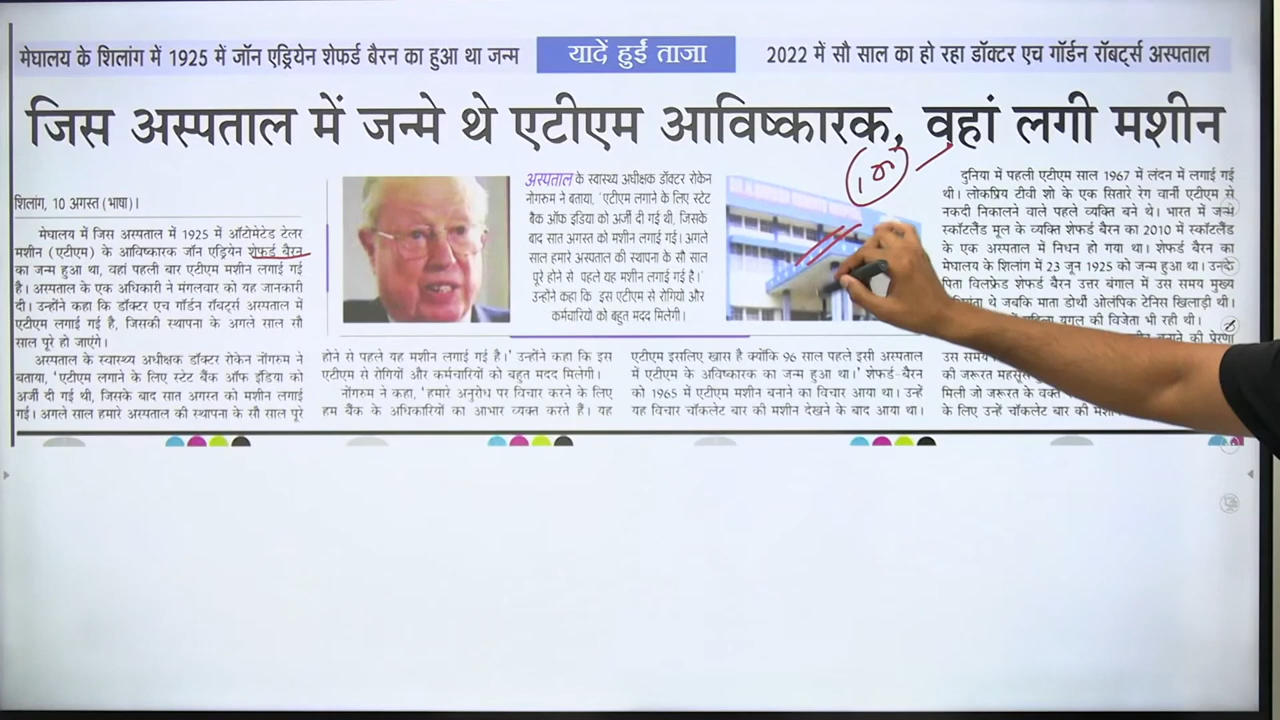 मेघालय के शिलांग में 1925 में जॉन एड्रियेन शेफर्ड बैरन का हुआ था जन्म
यादें हुईं ताजा
2022 में सौ साल का हो रहा डॉक्टर एच गॉर्डन रॉबर्ट्स अस्पताल
जिस अस्पताल में जन्मे थे एटीएम आविष्कारक, वहां लगी मशीन
शिलांग, 10 अगस्त (भाषा)।
मेघालय में जिस अस्पताल में 1925 में ऑटोमेटेड टेलर
मशीन (एटीएम) के आविष्कारक जॉन एड्रियेन शेफर्ड बैरन
का जन्म हुआ था, वहां पहली बार एटीएम मशीन लगाई गई
है। अस्पताल के एक अधिकारी ने मंगलवार को यह जानकारी
दी। उन्होंने कहा कि डॉक्टर एच गॉर्डन रॉबर्ट्स अस्पताल में
एटीएम लगाई गई है, जिसकी स्थापना के अगले साल सौ
साल पूरे हो जाएंगे।
अस्पताल के स्वास्थ्य अधीक्षक डॉक्टर रोकेन नोंगरुम ने
बताया, 'एटीएम लगाने के लिए स्टेट बैंक ऑफ इंडिया को
अर्जी दी गई थी, जिसके बाद सात अगस्त को मशीन लगाई
गई। अगले साल हमारे अस्पताल की स्थापना के सौ साल पूरे
होने से पहले यह मशीन लगाई गई है।' उन्होंने कहा कि इस
एटीएम से रोगियों और कर्मचारियों को बहुत मदद मिलेगी।
नोंगरुम ने कहा, 'हमारे अनुरोध पर विचार करने के लिए
हम बैंक के अधिकारियों का आभार व्यक्त करते हैं। यह
अस्पताल के स्वास्थ्य अधीक्षक डॉक्टर रोकेन
नोंगरुम ने बताया, 'एटीएम लगाने के लिए स्टेट
बैंक ऑफ इंडिया को अर्जी दी गई थी, जिसके
बाद सात अगस्त को मशीन लगाई गई। अगले
साल हमारे अस्पताल की स्थापना के सौ साल
पूरे होने से पहले यह मशीन लगाई गई है।'
उन्होंने कहा कि इस एटीएम से रोगियों और
कर्मचारियों को बहुत मदद मिलेगी।
एटीएम इसलिए खास है क्योंकि 96 साल पहले इसी अस्पताल
में एटीएम के अविष्कारक का जन्म हुआ था।' शेफर्ड-बैरन
को 1965 में एटीएम मशीन बनाने का विचार आया था। उन्हें
यह विचार चॉकलेट बार की मशीन देखने के बाद आया था।
दुनिया में पहली एटीएम साल 1967 में लंदन में लगाई गई
थी। लोकप्रिय टीवी शो के एक सितारे रेग वार्नी एटीएम से
नकदी निकालने वाले पहले व्यक्ति बने थे। भारत में जन्मे
स्कॉटलैंड मूल के व्यक्ति शेफर्ड बैरन का 2010 में स्कॉटलैंड
के एक अस्पताल में निधन हो गया था। शेफर्ड बैरन का
मेघालय के शिलांग में 23 जून 1925 को जन्म हुआ था। उनके
पिता विलफ्रेड शेफर्ड बैरन उत्तर बंगाल में उस समय मुख्य
थे जबकि माता डोर्थी ओलंपिक टेनिस खिलाड़ी थी।
युगल की विजेता भी रही थी।
की प्रेरणा
उस समय
की जरूरत महसूस
मिली जो जरूरत के वक्त
के लिए उन्हें चॉकलेट बार की